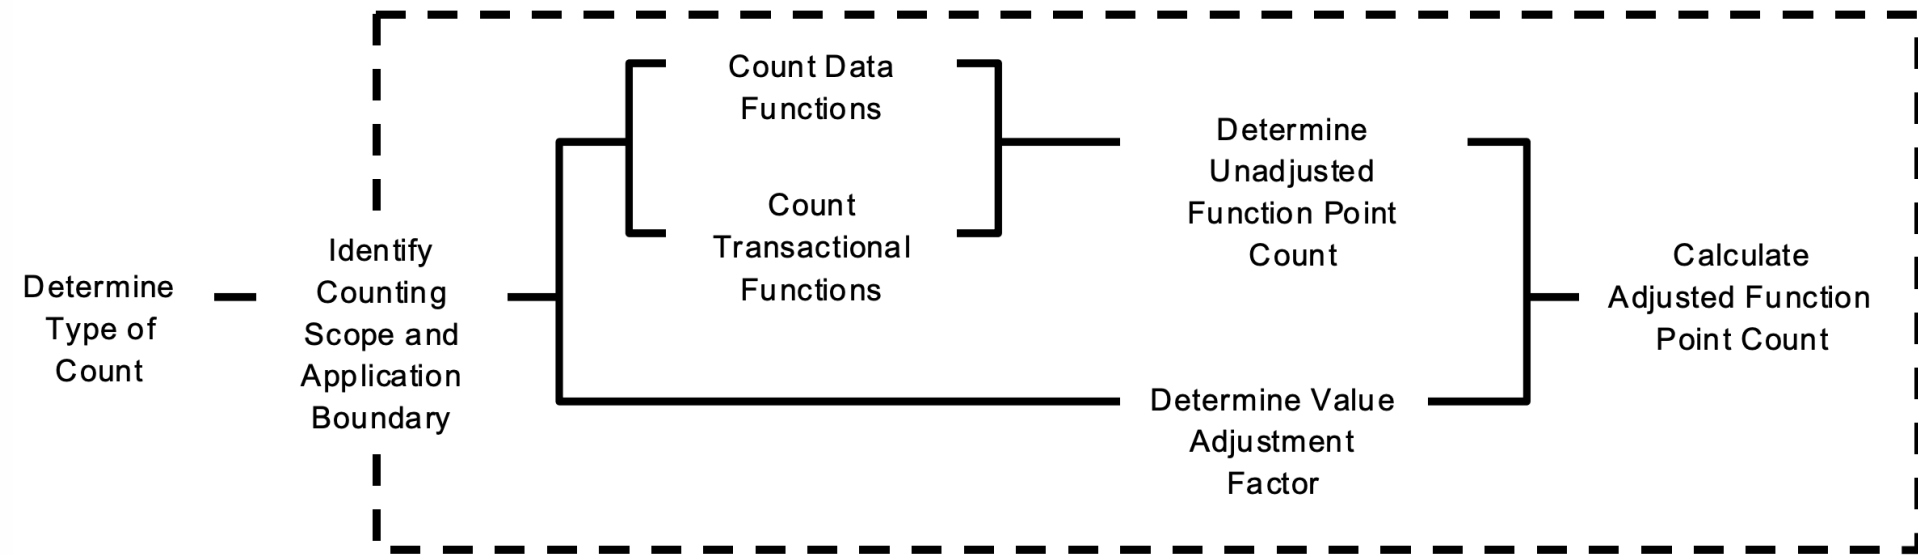 Determine
Type of
Count
Identify
Counting
Scope and
Application
Boundary
Count Data
Functions
Count
Transactional
Functions
Determine
Unadjusted
Function Point
Count
Determine Value
Adjustment
Factor
Calculate
Adjusted Function
Point Count